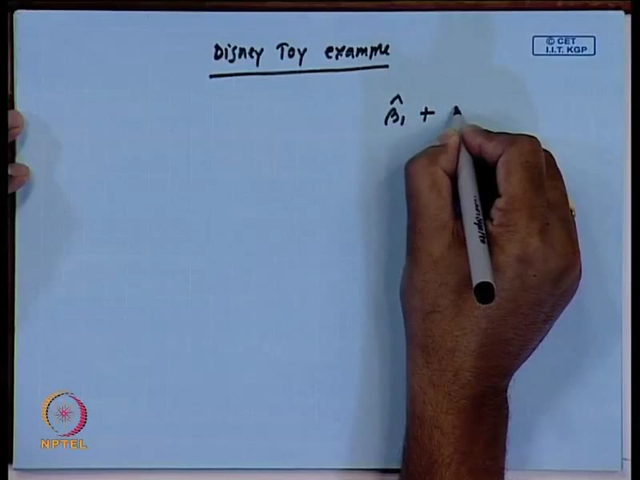 Disney Toy example
© CET
I.I.T. KGP
β̂₁ +
NPTEL